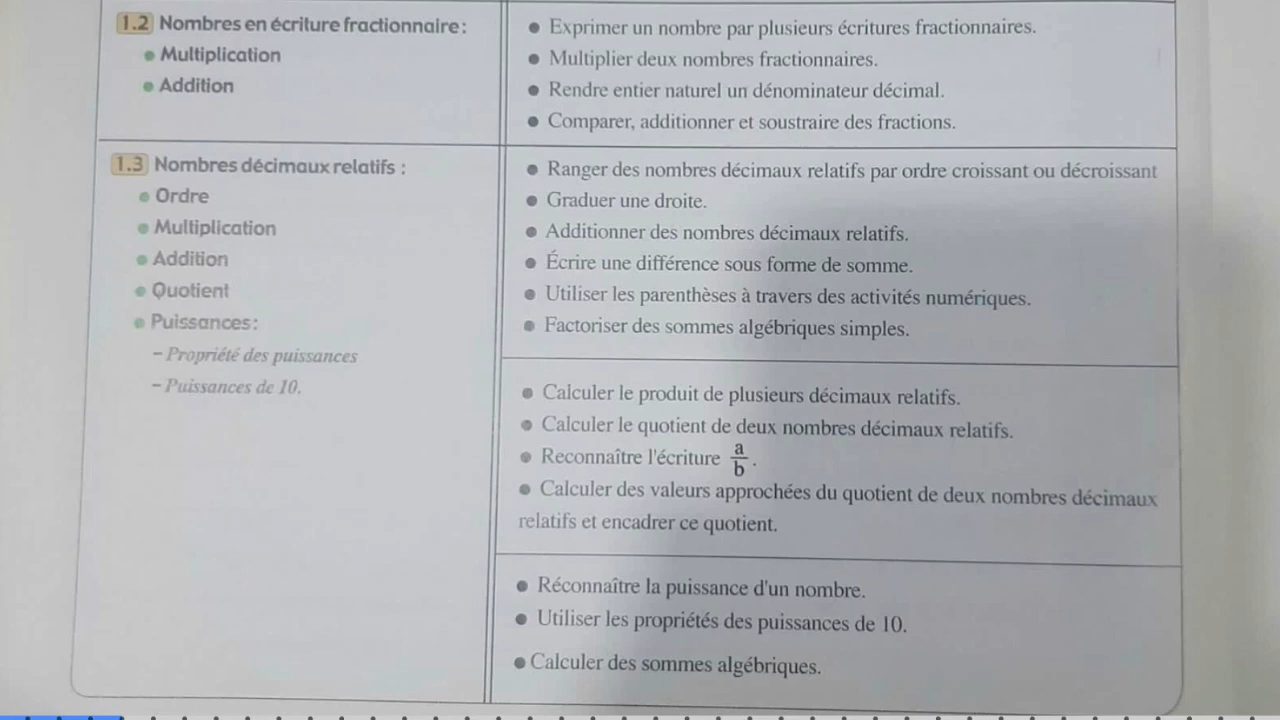 1.2 Nombres en écriture fractionnaire :
• Multiplication
• Addition
• Exprimer un nombre par plusieurs écritures fractionnaires.
• Multiplier deux nombres fractionnaires.
• Rendre entier naturel un dénominateur décimal.
• Comparer, additionner et soustraire des fractions.
1.3 Nombres décimaux relatifs :
• Ordre
• Multiplication
• Addition
• Quotient
• Puissances :
– Propriété des puissances
– Puissances de 10.
• Ranger des nombres décimaux relatifs par ordre croissant ou décroissant
• Graduer une droite.
• Additionner des nombres décimaux relatifs.
• Écrire une différence sous forme de somme.
• Utiliser les parenthèses à travers des activités numériques.
• Factoriser des sommes algébriques simples.
• Calculer le produit de plusieurs décimaux relatifs.
• Calculer le quotient de deux nombres décimaux relatifs.
• Reconnaître l'écriture a/b.
• Calculer des valeurs approchées du quotient de deux nombres décimaux
relatifs et encadrer ce quotient.
• Réconnaître la puissance d'un nombre.
• Utiliser les propriétés des puissances de 10.
• Calculer des sommes algébriques.